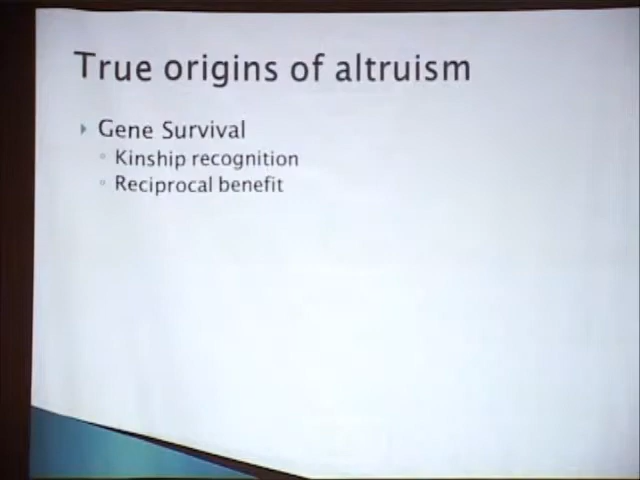 True origins of altruism
Gene Survival
Kinship recognition
Reciprocal benefit